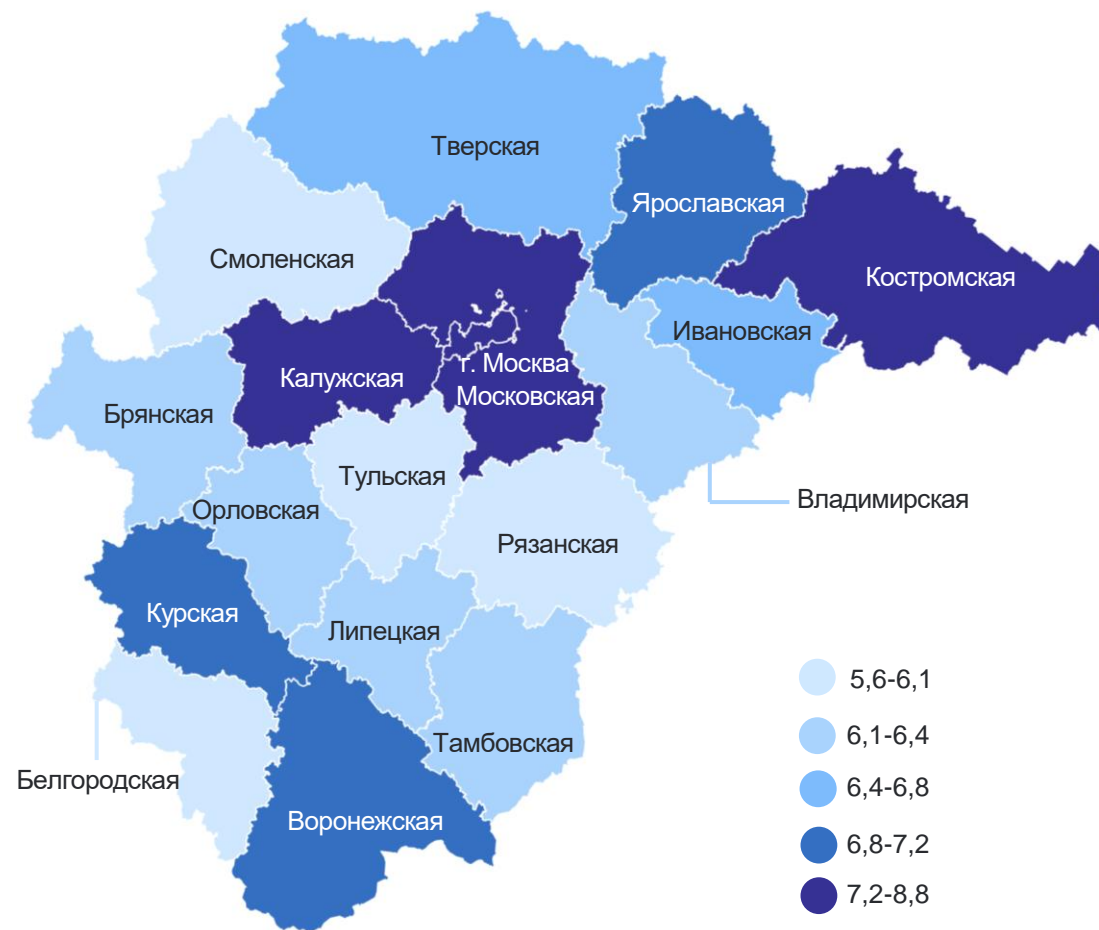 Тверская
Ярославская
Смоленская
Костромская
Ивановская
г. Москва
Московская
Калужская
Брянская
Тульская
Владимирская
Орловская
Рязанская
Курская
Липецкая
Тамбовская
Белгородская
Воронежская
5,6-6,1
6,1-6,4
6,4-6,8
6,8-7,2
7,2-8,8